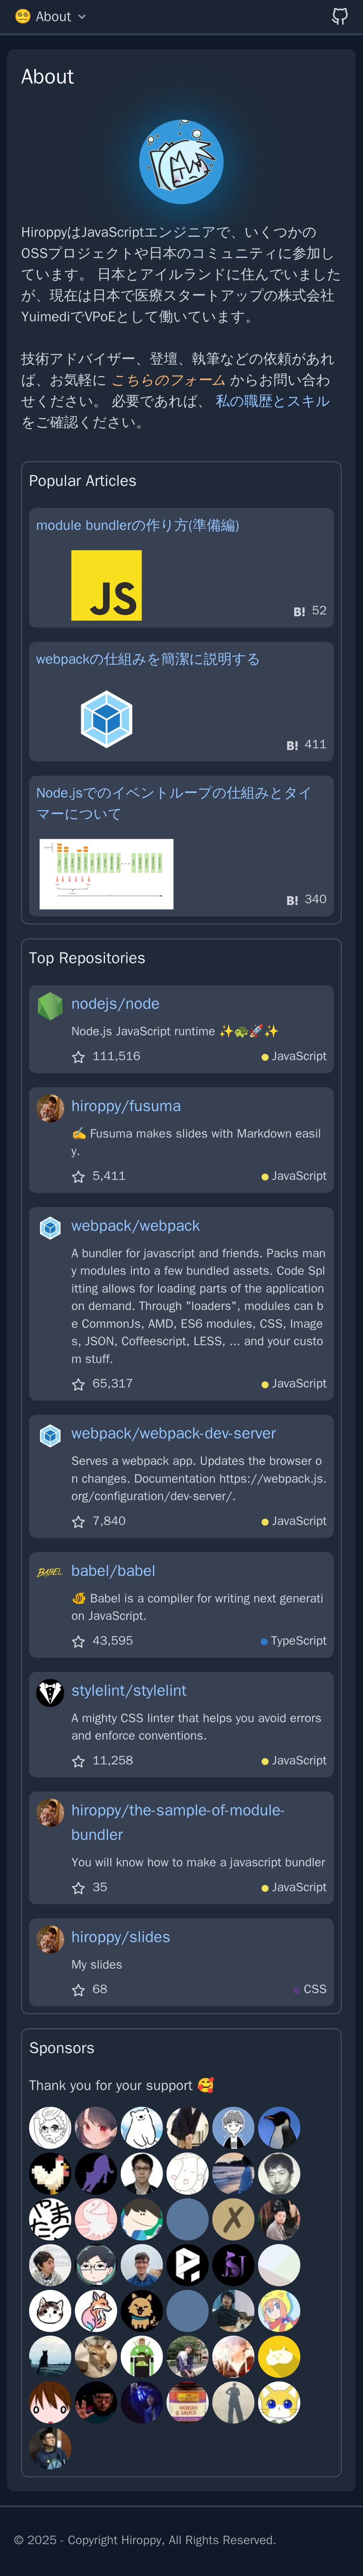 About
About
HiroppyはJavaScriptエンジニアで、いくつかの
OSSプロジェクトや日本のコミュニティに参加し
ています。 日本とアイルランドに住んでいました
が、現在は日本で医療スタートアップの株式会社
YuimediでVPoEとして働いています。
技術アドバイザー、登壇、執筆などの依頼があれ
ば、お気軽に こちらのフォーム からお問い合わ
せください。 必要であれば、 私の職歴とスキル
をご確認ください。
Popular Articles
module bundlerの作り方(準備編)
JS
B! 52
webpackの仕組みを簡潔に説明する
B! 411
Node.jsでのイベントループの仕組みとタイ
マーについて
B! 340
Top Repositories
nodejs/node
Node.js JavaScript runtime ✨🐢🚀✨
111,516 JavaScript
hiroppy/fusuma
✍️ Fusuma makes slides with Markdown easil
y.
5,411 JavaScript
webpack/webpack
A bundler for javascript and friends. Packs man
y modules into a few bundled assets. Code Spl
itting allows for loading parts of the application
on demand. Through "loaders", modules can b
e CommonJs, AMD, ES6 modules, CSS, Image
s, JSON, Coffeescript, LESS, ... and your custo
m stuff.
65,317 JavaScript
webpack/webpack-dev-server
Serves a webpack app. Updates the browser o
n changes. Documentation https://webpack.js.
org/configuration/dev-server/.
7,840 JavaScript
BABEL
babel/babel
🐠 Babel is a compiler for writing next generati
on JavaScript.
43,595 TypeScript
stylelint/stylelint
A mighty CSS linter that helps you avoid errors
and enforce conventions.
11,258 JavaScript
hiroppy/the-sample-of-module-
bundler
You will know how to make a javascript bundler
35 JavaScript
hiroppy/slides
My slides
68 CSS
Sponsors
Thank you for your support 🥰
やまたつ
HOISIN
& SAUCE
© 2025 - Copyright Hiroppy, All Rights Reserved.